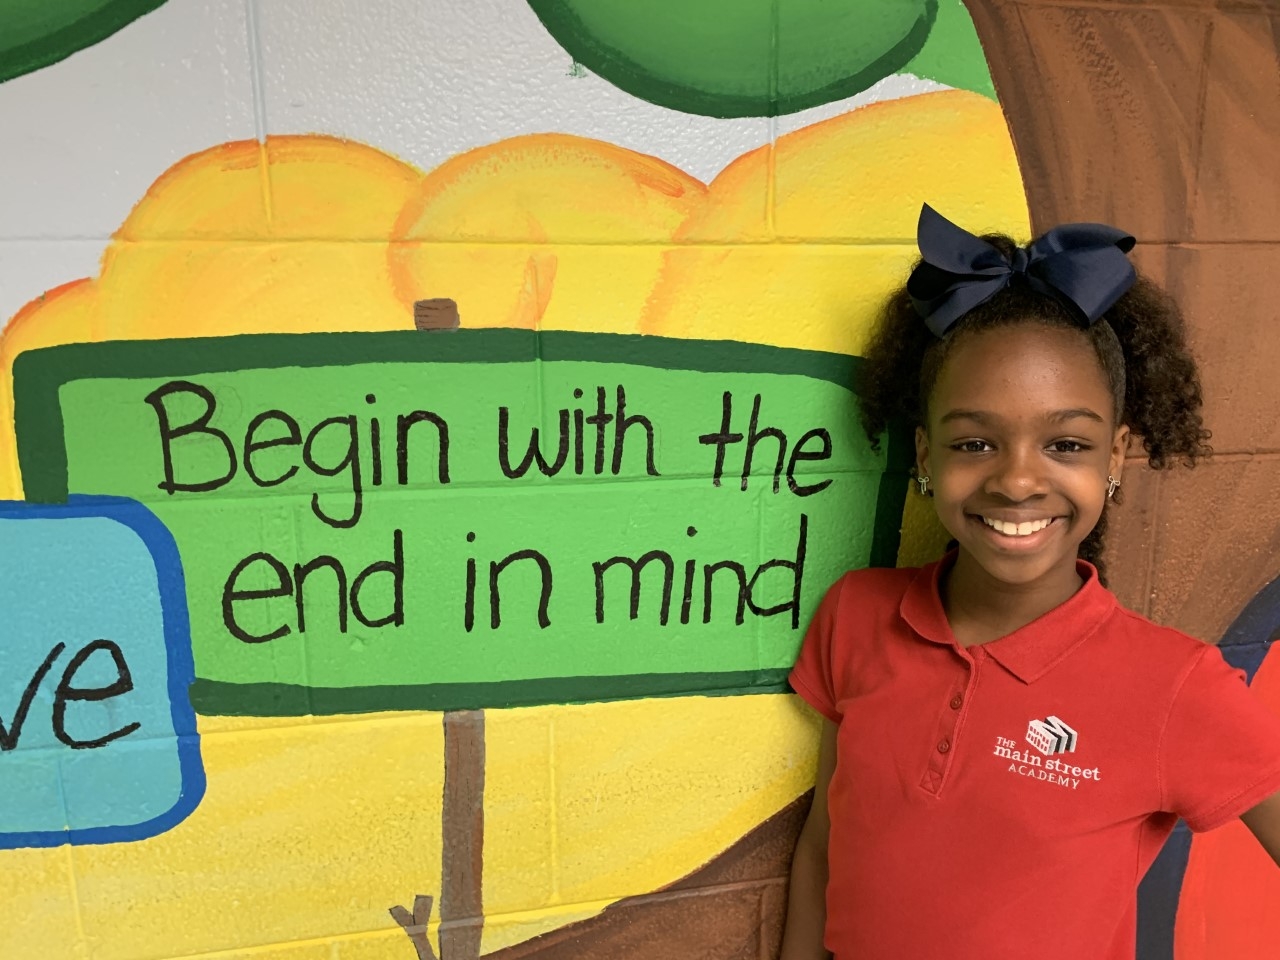 Begin with the
end in mind
ve
THE
main street
ACADEMY